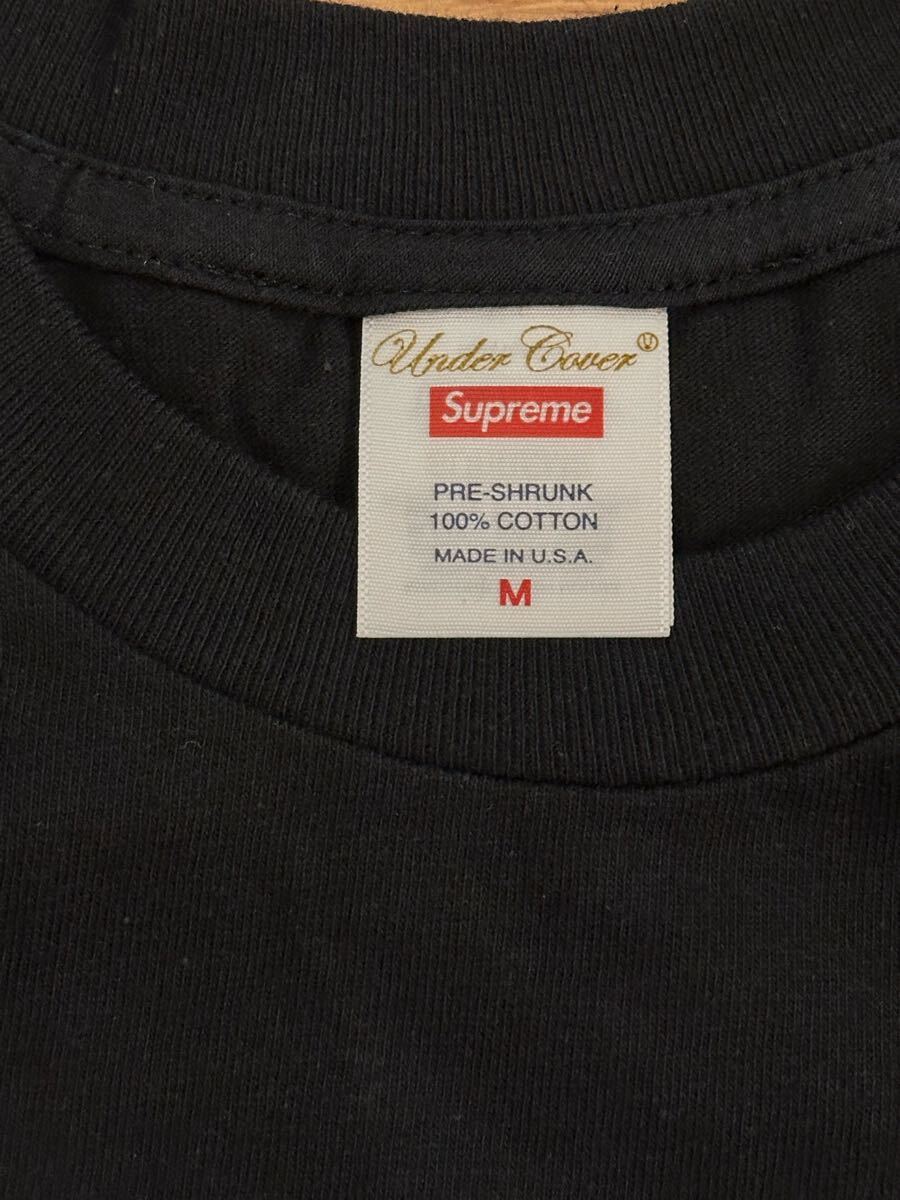 Under Cover Ⓤ
Supreme
PRE-SHRUNK
100% COTTON
MADE IN U.S.A.
M